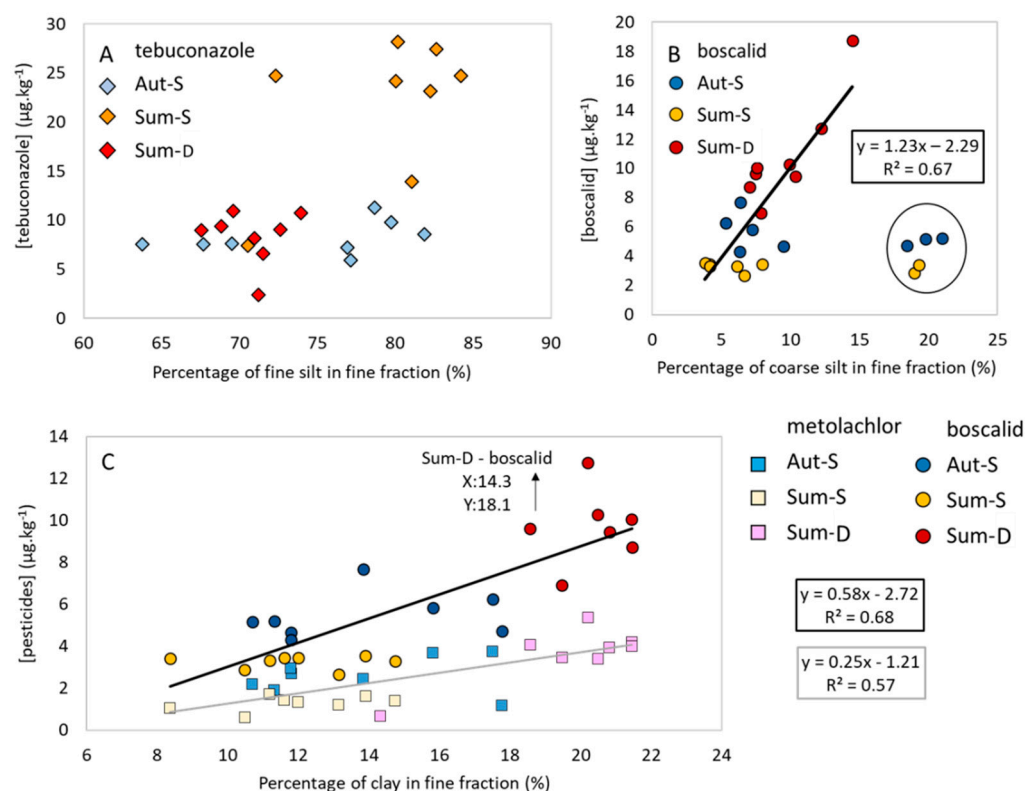 A
tebuconazole
Aut-S
Sum-S
Sum-D
[tebuconazole] (µg.kg⁻¹)
30
25
20
15
10
5
0
60 65 70 75 80 85 90
Percentage of fine silt in fine fraction (%)
B
boscalid
Aut-S
Sum-S
Sum-D
y = 1.23x – 2.29
R² = 0.67
[boscalid] (µg.kg⁻¹)
20
18
16
14
12
10
8
6
4
2
0
0 5 10 15 20 25
Percentage of coarse silt in fine fraction (%)
C
Sum-D - boscalid
X:14.3
Y:18.1
[pesticides] (µg.kg⁻¹)
14
12
10
8
6
4
2
0
6 8 10 12 14 16 18 20 22 24
Percentage of clay in fine fraction (%)
metolachlor boscalid
Aut-S Aut-S
Sum-S Sum-S
Sum-D Sum-D
y = 0.58x - 2.72
R² = 0.68
y = 0.25x - 1.21
R² = 0.57